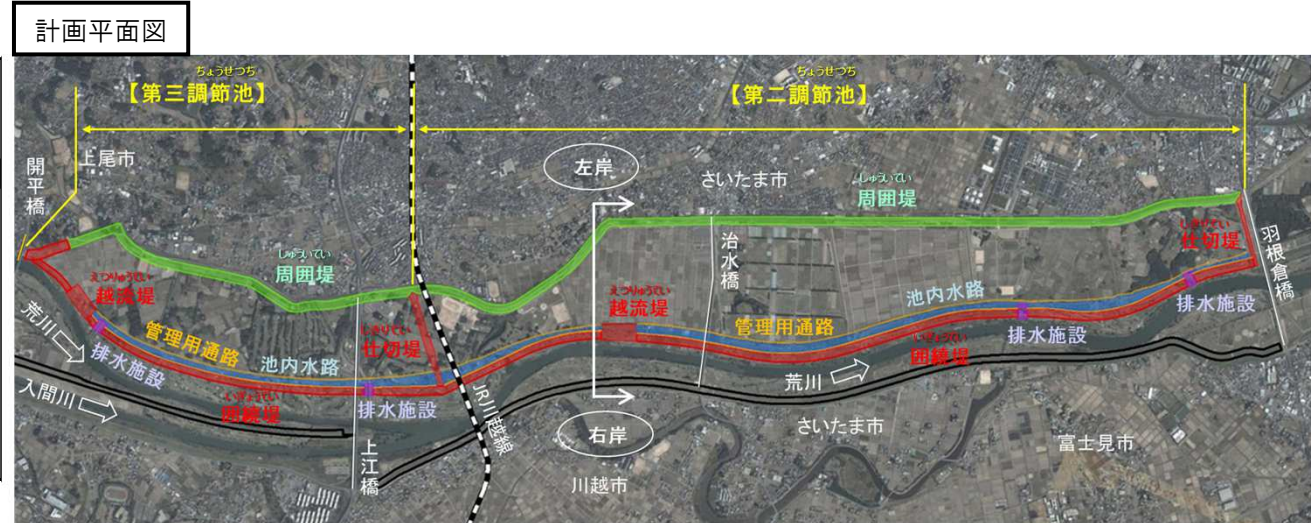 計画平面図
ちょうせつち
【第三調節池】
ちょうせつち
【第二調節池】
開平橋
上尾市
左岸
さいたま市
しゅういてい
周囲堤
しゅういてい
周囲堤
しきりてい
仕切堤
羽根倉橋
治水橋
えつりゅうてい
越流堤
えつりゅうてい
越流堤
荒川
管理用通路
池内水路
排水施設
しきりてい
仕切堤
管理用通路
池内水路
排水施設
排水施設
いぎょうてい
囲繞堤
荒川
入間川
いぎょうてい
囲繞堤
排水施設
JR川越線
上江橋
右岸
川越市
さいたま市
富士見市